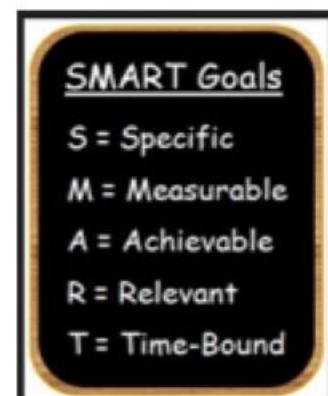 SMART Goals
S = Specific
M = Measurable
A = Achievable
R = Relevant
T = Time-Bound